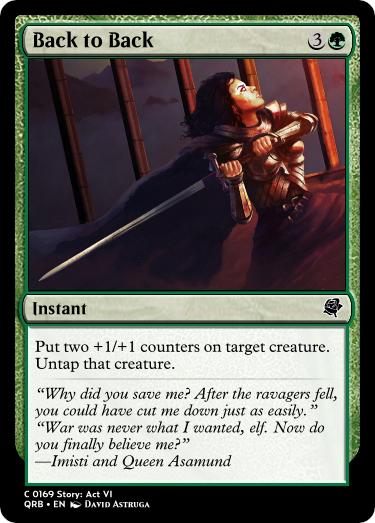 Back to Back 3
Instant
Put two +1/+1 counters on target creature.
Untap that creature.
“Why did you save me? After the ravagers fell,
you could have cut me down just as easily.”
“War was never what I wanted, elf. Now do
you finally believe me?”
—Imisti and Queen Asamund
C 0169 Story: Act VI
QRB • EN David Astruga